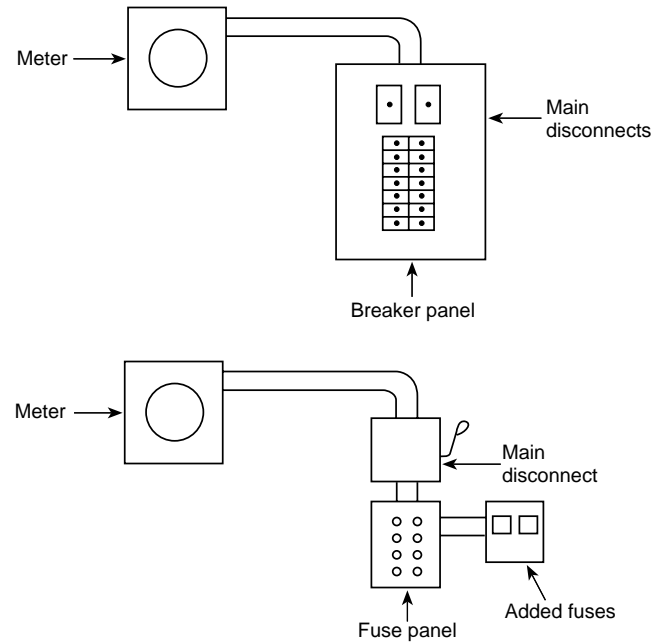 Meter
Main
disconnects
Breaker panel
Meter
Main
disconnect
Added fuses
Fuse panel